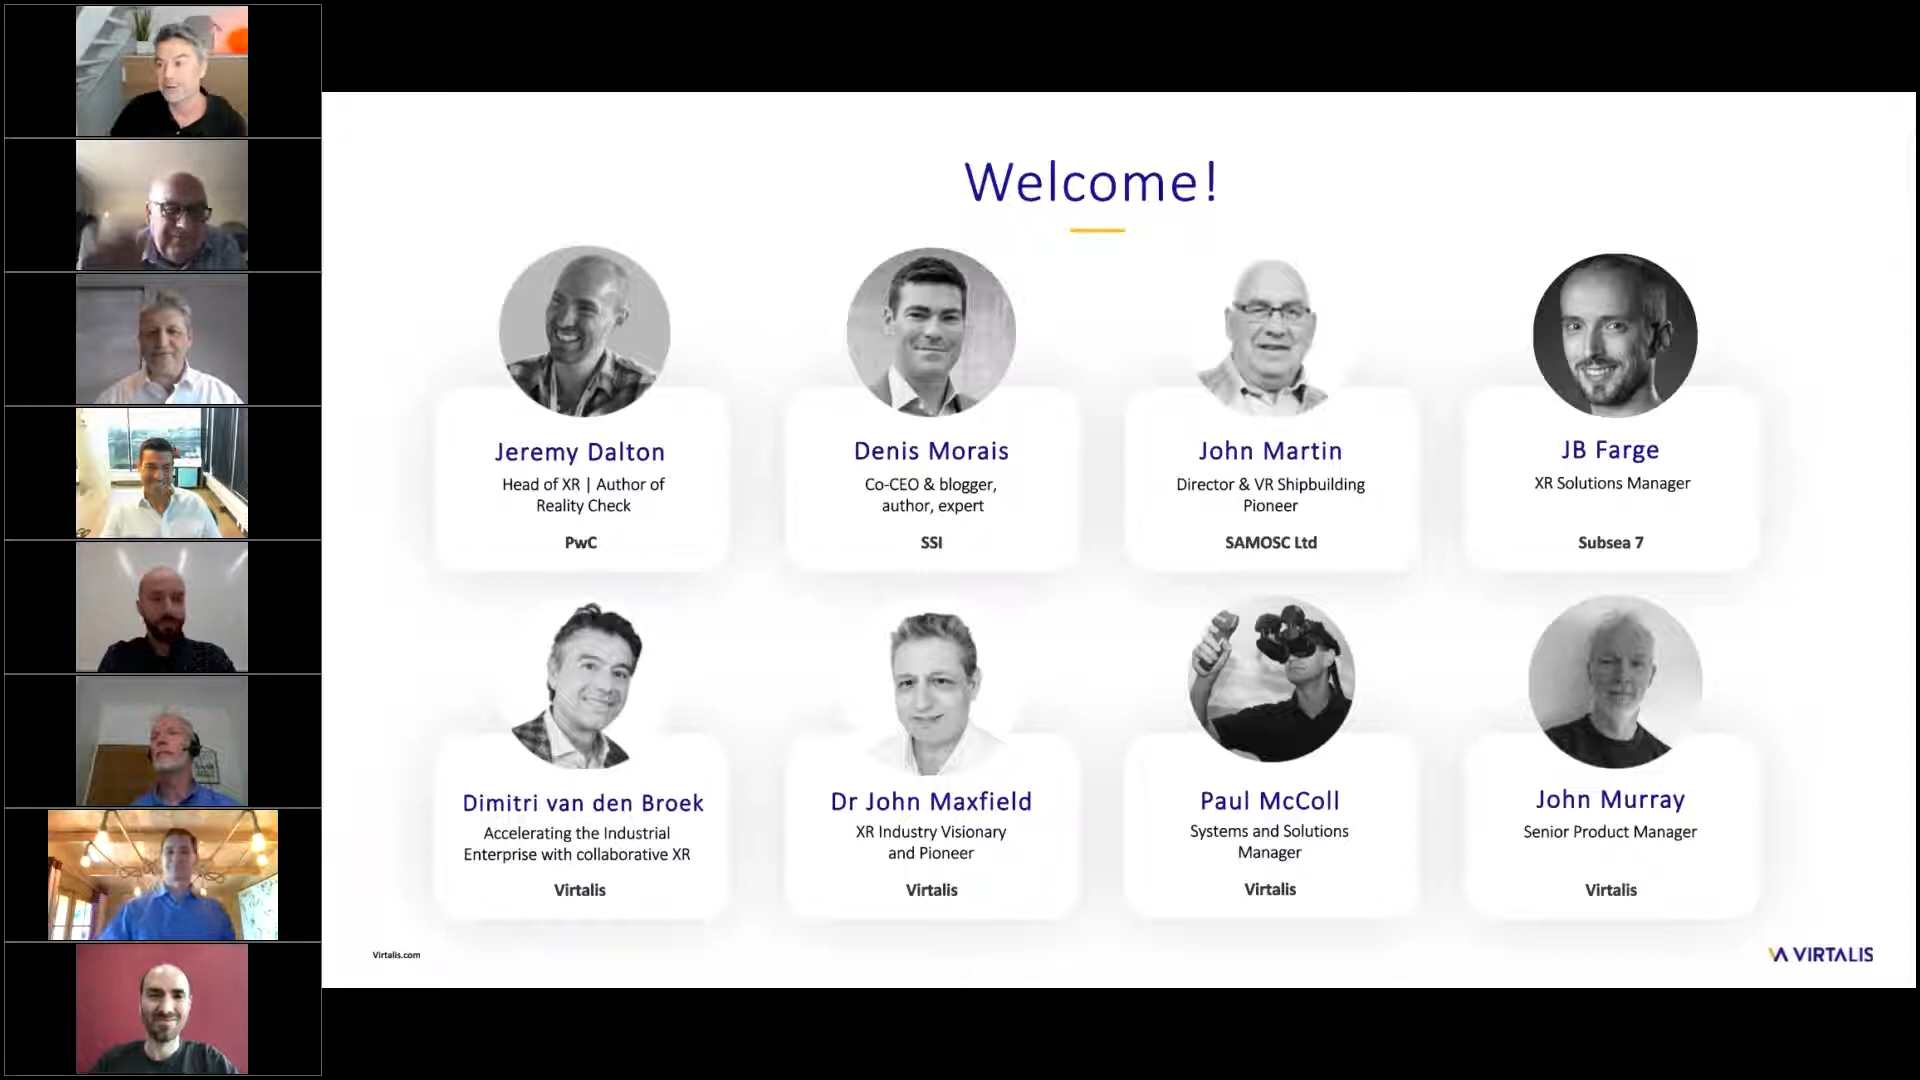 Welcome!
Jeremy Dalton
Head of XR | Author of
Reality Check
PwC
Denis Morais
Co-CEO & blogger,
author, expert
SSI
John Martin
Director & VR Shipbuilding
Pioneer
SAMOSC Ltd
JB Farge
XR Solutions Manager
Subsea 7
Dimitri van den Broek
Accelerating the Industrial
Enterprise with collaborative XR
Virtalis
Dr John Maxfield
XR Industry Visionary
and Pioneer
Virtalis
Paul McColl
Systems and Solutions
Manager
Virtalis
John Murray
Senior Product Manager
Virtalis
Virtalis.com
VIRTALIS